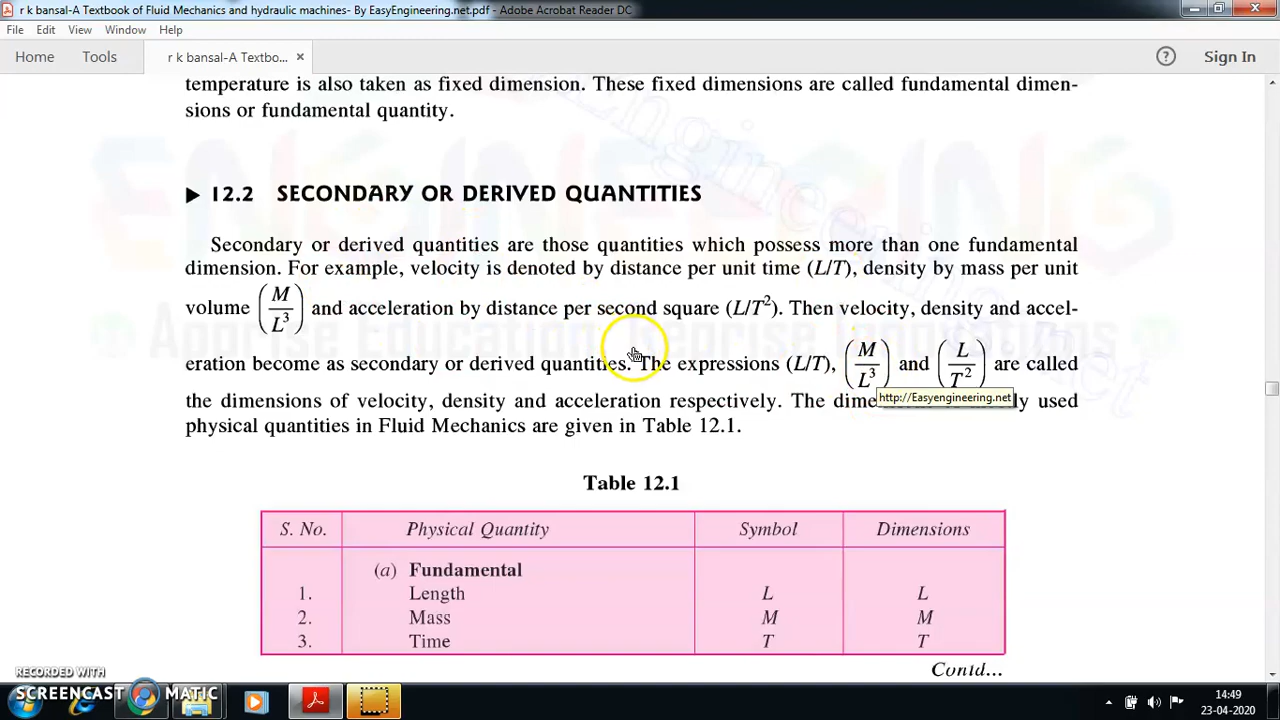 r k bansal-A Textbook of Fluid Mechanics and hydraulic machines- By EasyEngineering.net.pdf - Adobe Acrobat Reader DC
File Edit View Window Help
Home Tools r k bansal-A Textbo... × Sign In
temperature is also taken as fixed dimension. These fixed dimensions are called fundamental dimen-
sions or fundamental quantity.
▶ 12.2 SECONDARY OR DERIVED QUANTITIES
Secondary or derived quantities are those quantities which possess more than one fundamental
dimension. For example, velocity is denoted by distance per unit time (L/T), density by mass per unit
volume (M/L³) and acceleration by distance per second square (L/T²). Then velocity, density and accel-
eration become as secondary or derived quantities. The expressions (L/T), (M/L³) and (L/T²) are called
http://Easyengineering.net
the dimensions of velocity, density and acceleration respectively. The used
physical quantities in Fluid Mechanics are given in Table 12.1.
Table 12.1
S. No. Physical Quantity Symbol Dimensions
(a) Fundamental
1. Length L L
2. Mass M M
3. Time T T
Contd...
RECORDED WITH
SCREENCAST MATIC
14:49
23-04-2020